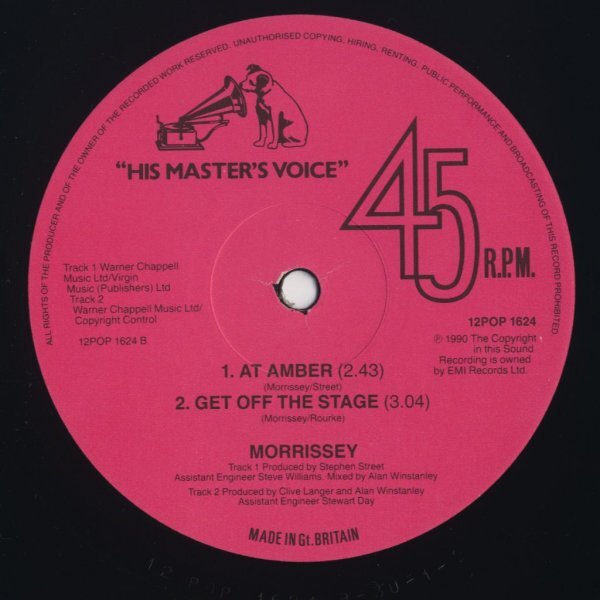 ALL RIGHTS OF THE PRODUCER AND OF THE OWNER OF THE RECORDED WORK RESERVED. UNAUTHORISED COPYING, HIRING, RENTING, PUBLIC PERFORMANCE AND BROADCASTING OF THIS RECORD PROHIBITED
"HIS MASTER'S VOICE"
45
R.P.M.
Track 1 Warner Chappell
Music Ltd/Virgin
Music (Publishers) Ltd
Track 2
Warner Chappell Music Ltd/
Copyright Control
12POP 1624 B
12POP 1624
℗ 1990 The Copyright
in this Sound
Recording is owned
by EMI Records Ltd.
1. AT AMBER (2.43)
(Morrissey/Street)
2. GET OFF THE STAGE (3.04)
(Morrissey/Rourke)
MORRISSEY
Track 1 Produced by Stephen Street
Assistant Engineer Steve Williams. Mixed by Alan Winstanley
Track 2 Produced by Clive Langer and Alan Winstanley
Assistant Engineer Stewart Day
MADE IN Gt. BRITAIN
12 POP